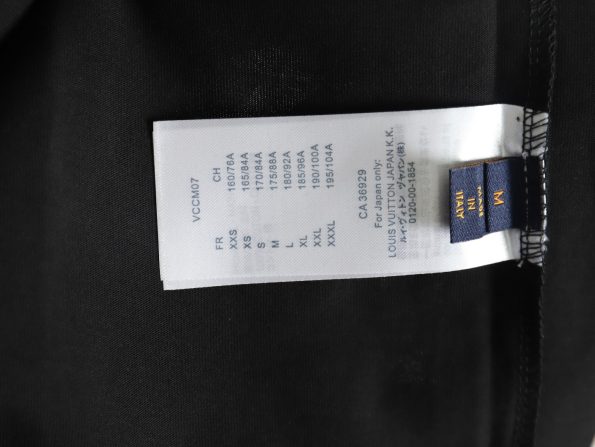 VCCM07
FR CH
XXS 160/76A
XS 165/84A
S 170/84A
M 175/88A
L 180/92A
XL 185/96A
XXL 190/100A
XXXL 195/104A
CA 36929
For Japan only:
LOUIS VUITTON JAPAN K.K.
ルイ・ヴィトン ジャパン(株)
0120-00-1854
MADE
IN
ITALY
M